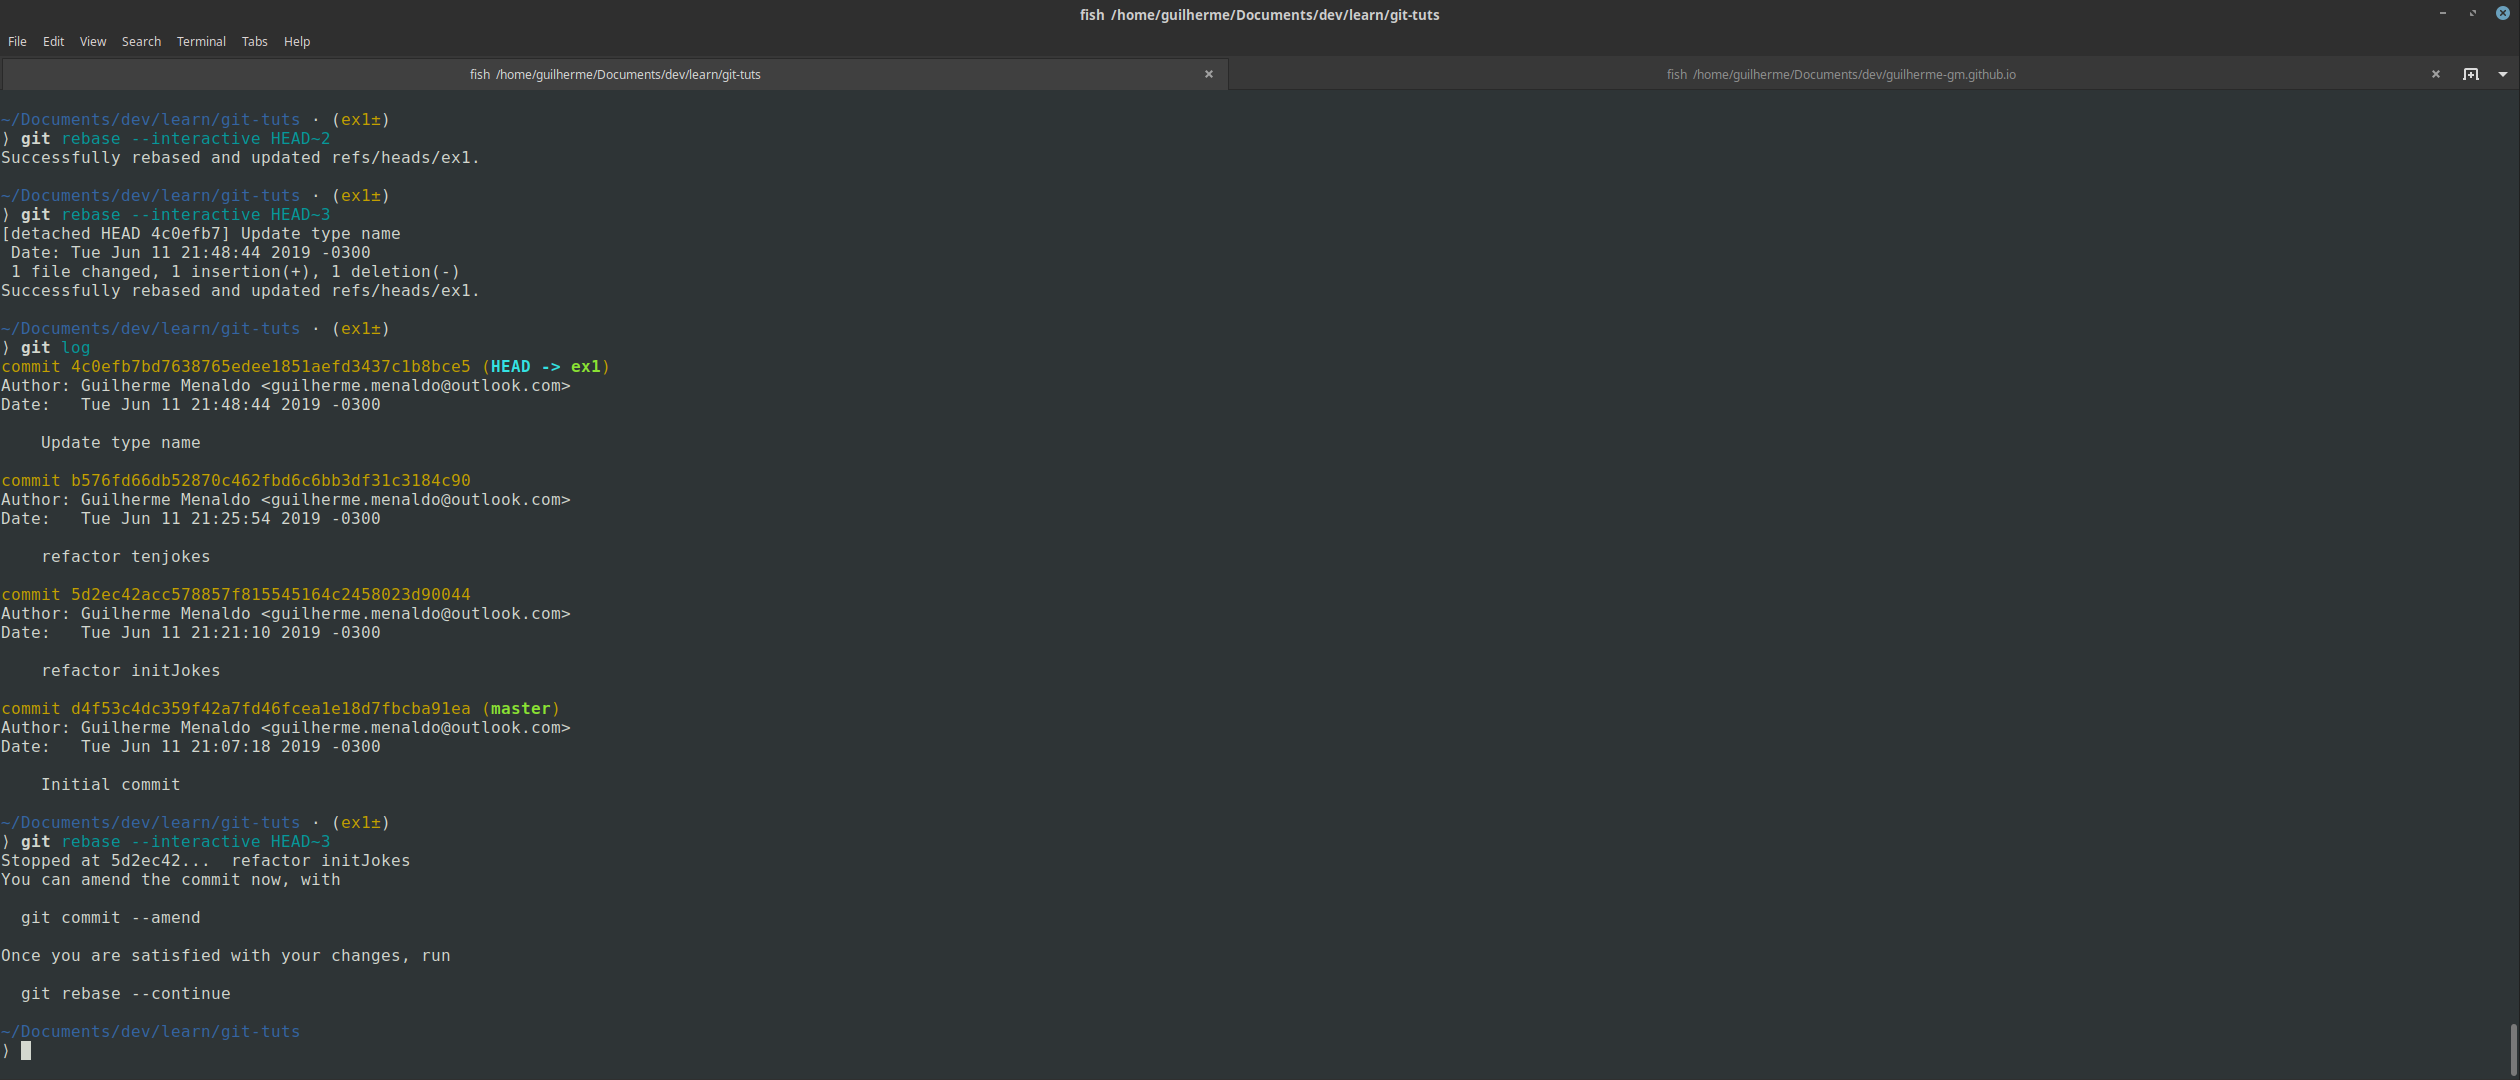 fish /home/guilherme/Documents/dev/learn/git-tuts
File Edit View Search Terminal Tabs Help
fish /home/guilherme/Documents/dev/learn/git-tuts
fish /home/guilherme/Documents/dev/guilherme-gm.github.io
~/Documents/dev/learn/git-tuts · (ex1±)
⟩ git rebase --interactive HEAD~2
Successfully rebased and updated refs/heads/ex1.
~/Documents/dev/learn/git-tuts · (ex1±)
⟩ git rebase --interactive HEAD~3
[detached HEAD 4c0efb7] Update type name
 Date: Tue Jun 11 21:48:44 2019 -0300
 1 file changed, 1 insertion(+), 1 deletion(-)
Successfully rebased and updated refs/heads/ex1.
~/Documents/dev/learn/git-tuts · (ex1±)
⟩ git log
commit 4c0efb7bd7638765edee1851aefd3437c1b8bce5 (HEAD -> ex1)
Author: Guilherme Menaldo <guilherme.menaldo@outlook.com>
Date:   Tue Jun 11 21:48:44 2019 -0300
    Update type name
commit b576fd66db52870c462fbd6c6bb3df31c3184c90
Author: Guilherme Menaldo <guilherme.menaldo@outlook.com>
Date:   Tue Jun 11 21:25:54 2019 -0300
    refactor tenjokes
commit 5d2ec42acc578857f815545164c2458023d90044
Author: Guilherme Menaldo <guilherme.menaldo@outlook.com>
Date:   Tue Jun 11 21:21:10 2019 -0300
    refactor initJokes
commit d4f53c4dc359f42a7fd46fcea1e18d7fbcba91ea (master)
Author: Guilherme Menaldo <guilherme.menaldo@outlook.com>
Date:   Tue Jun 11 21:07:18 2019 -0300
    Initial commit
~/Documents/dev/learn/git-tuts · (ex1±)
⟩ git rebase --interactive HEAD~3
Stopped at 5d2ec42...  refactor initJokes
You can amend the commit now, with
  git commit --amend
Once you are satisfied with your changes, run
  git rebase --continue
~/Documents/dev/learn/git-tuts
⟩